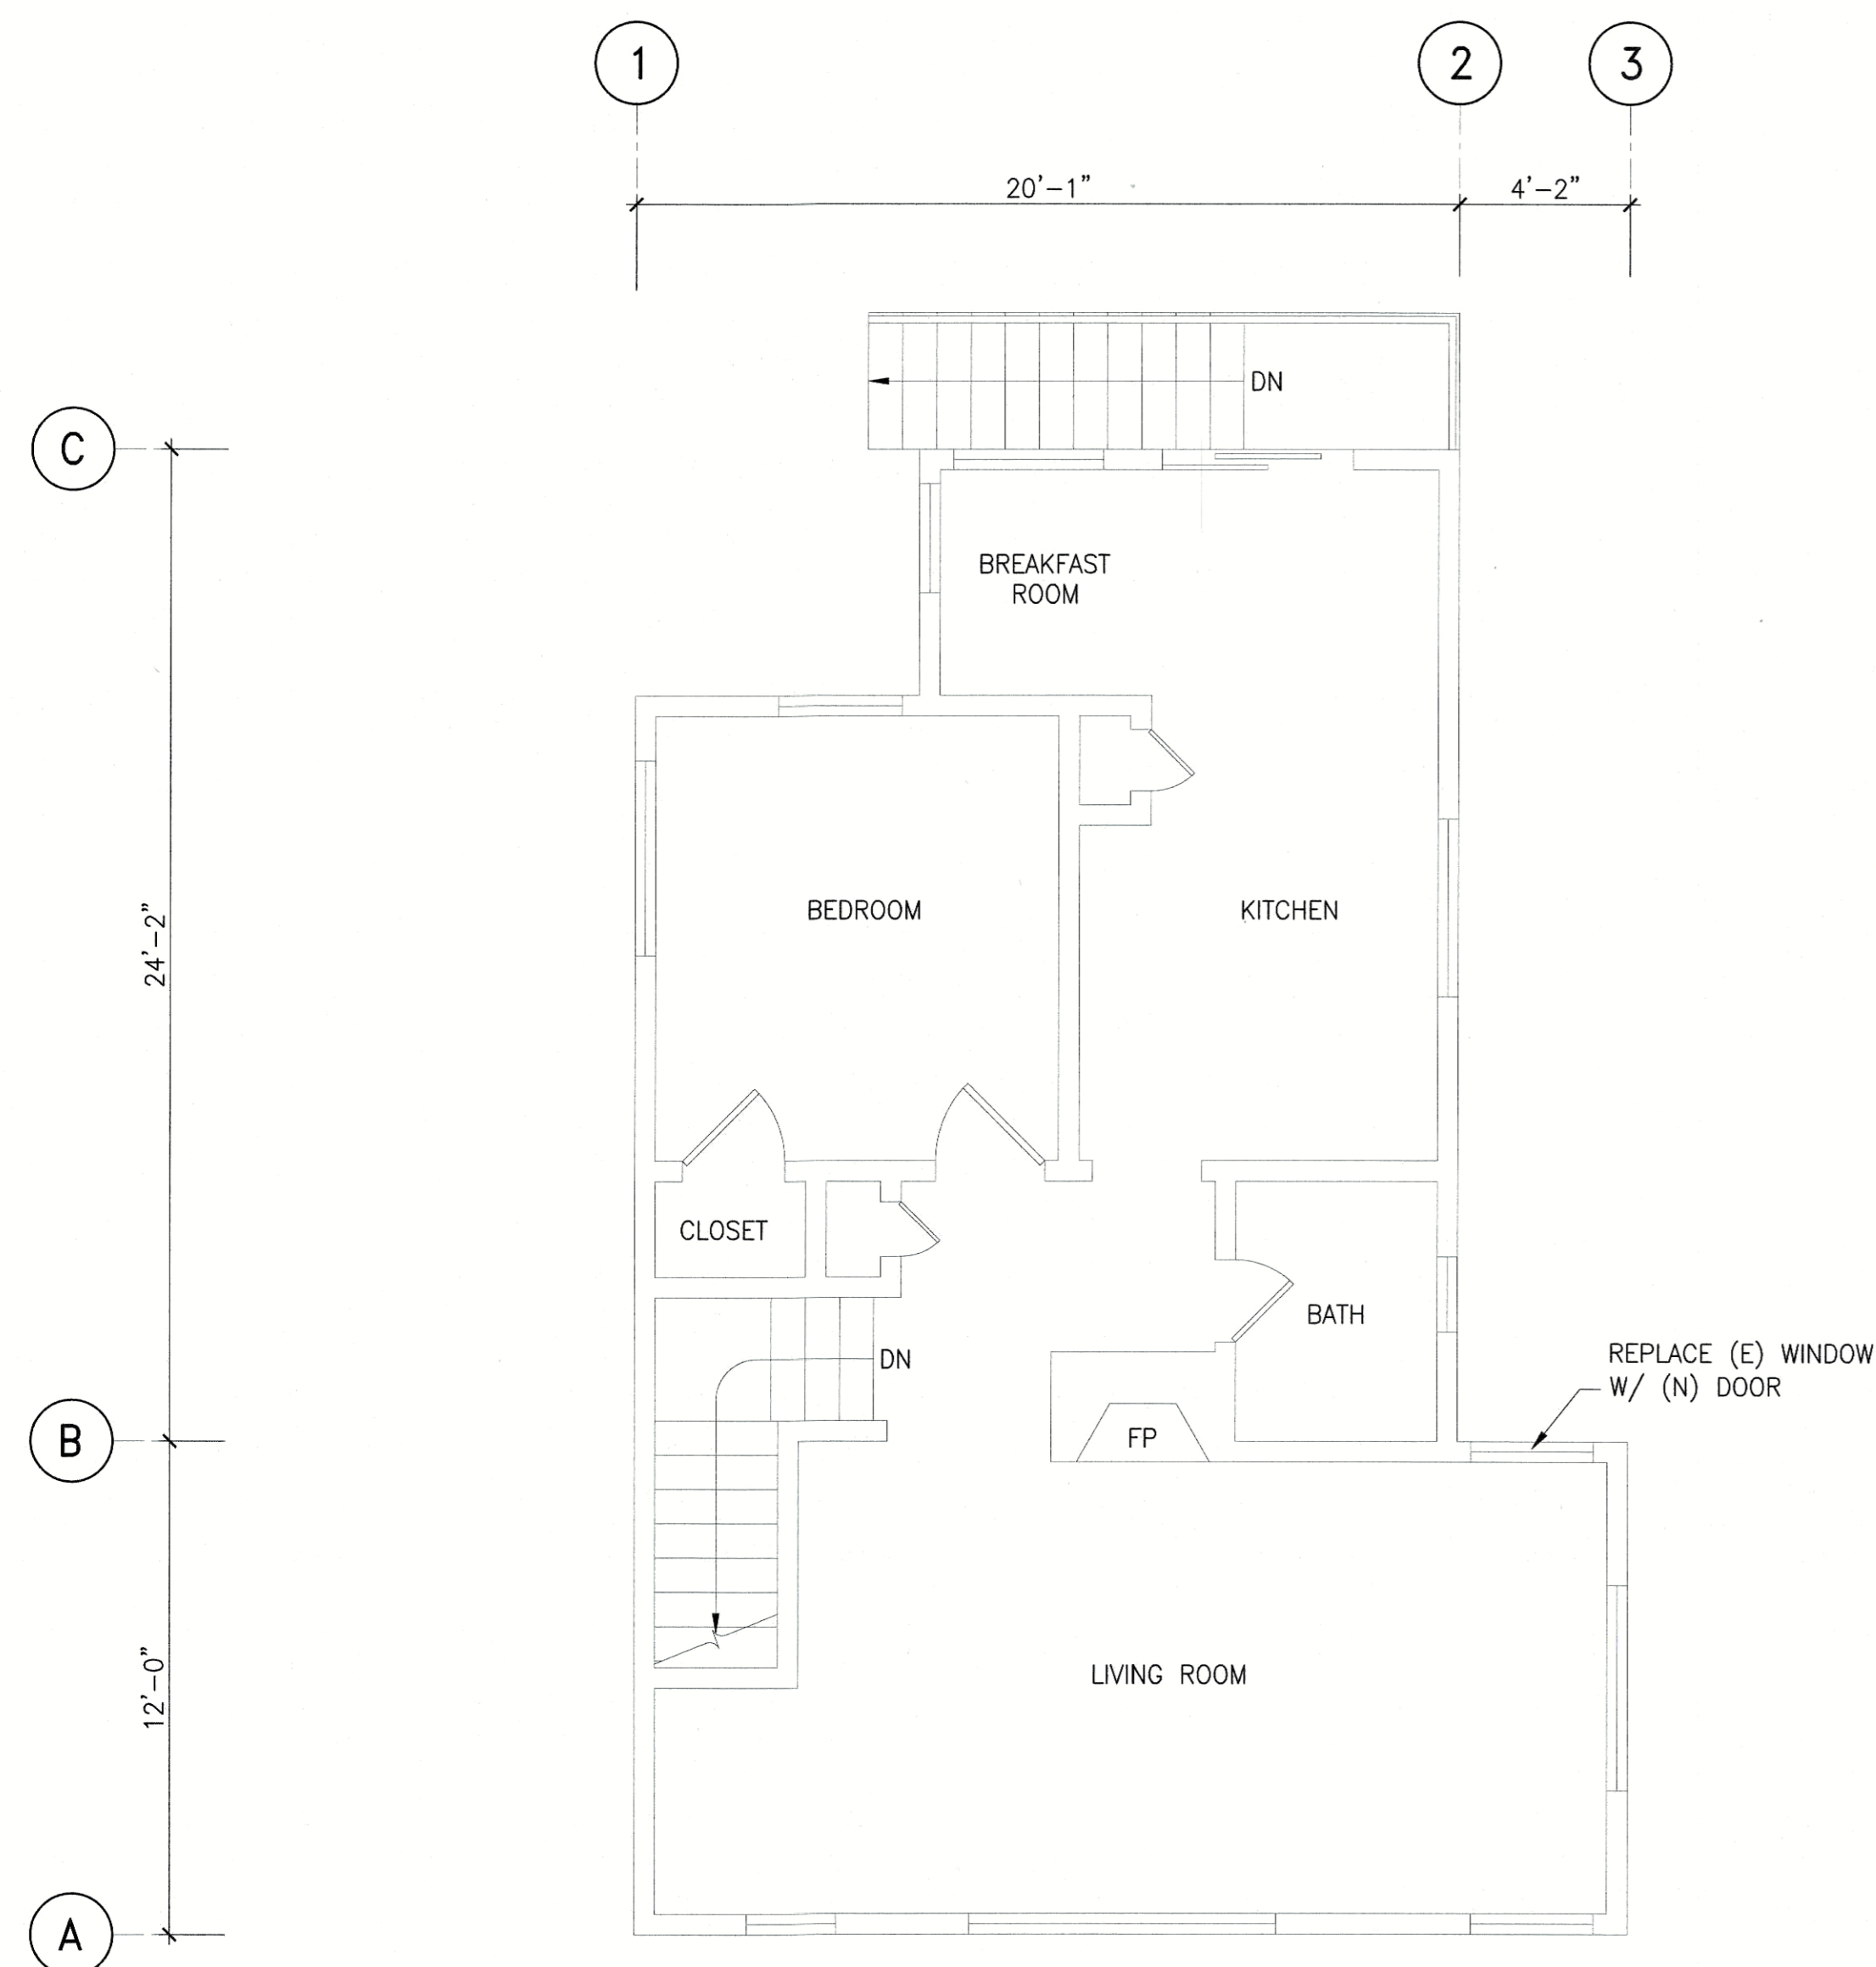 1
2
3
20'-1"
4'-2"
DN
C
BREAKFAST
ROOM
24'-2"
BEDROOM
KITCHEN
CLOSET
BATH
DN
REPLACE (E) WINDOW
W/ (N) DOOR
B
FP
12'-0"
LIVING ROOM
A